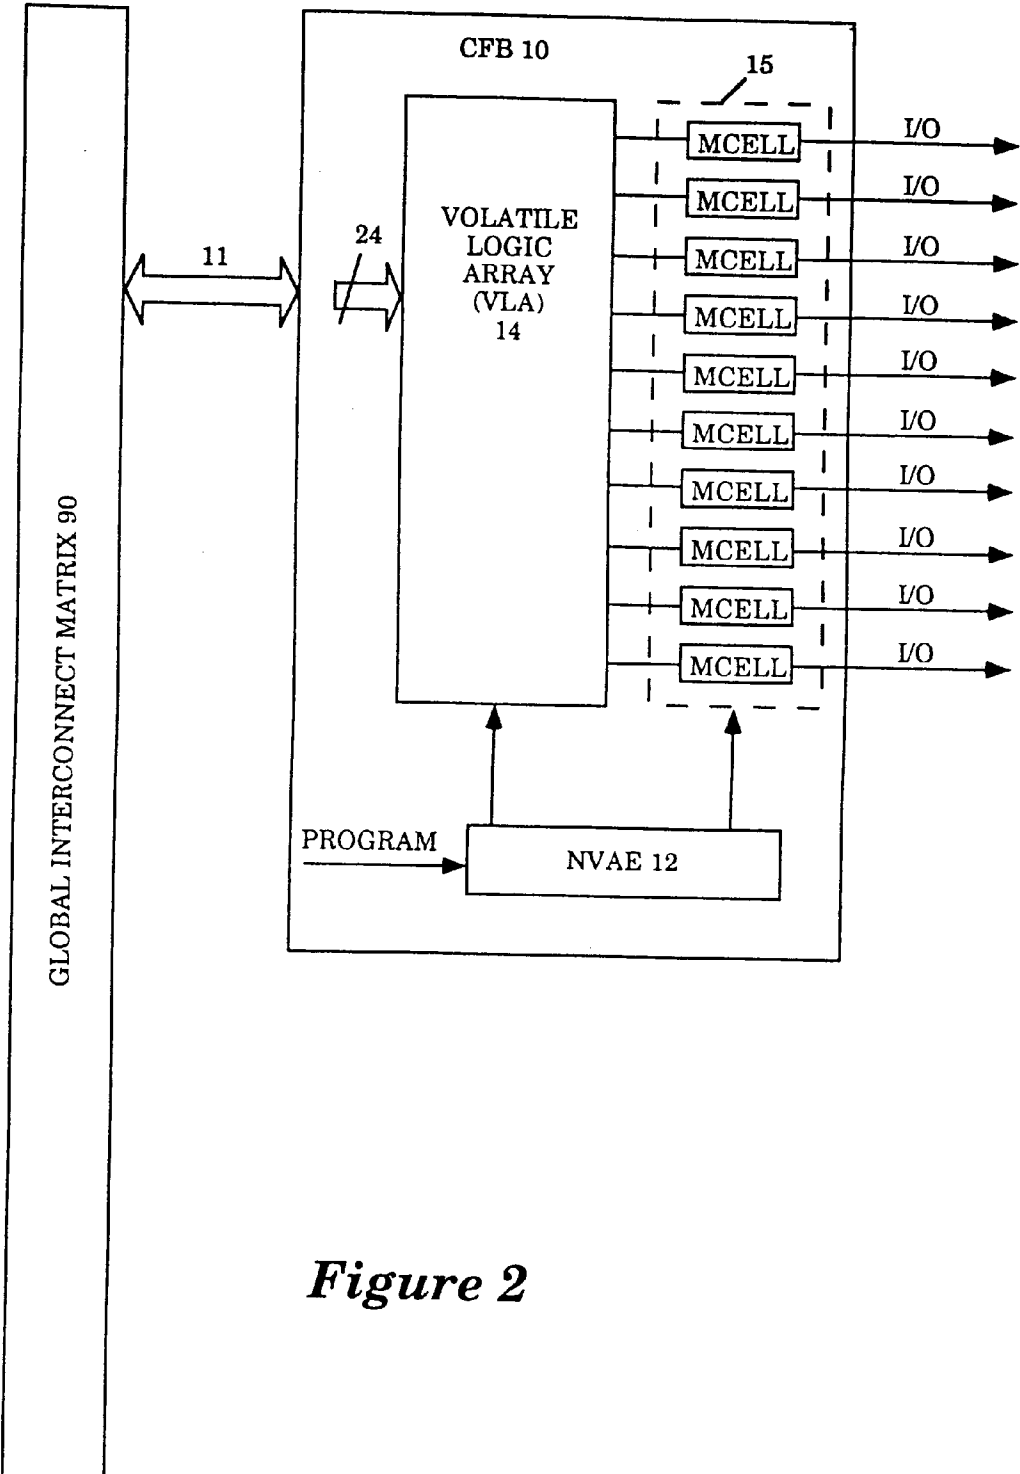 CFB 10
15
MCELL I/O
MCELL I/O
MCELL I/O
MCELL I/O
MCELL I/O
MCELL I/O
MCELL I/O
MCELL I/O
MCELL I/O
MCELL I/O
VOLATILE
LOGIC
ARRAY
(VLA)
14
24
11
GLOBAL INTERCONNECT MATRIX 90
PROGRAM
NVAE 12
Figure 2